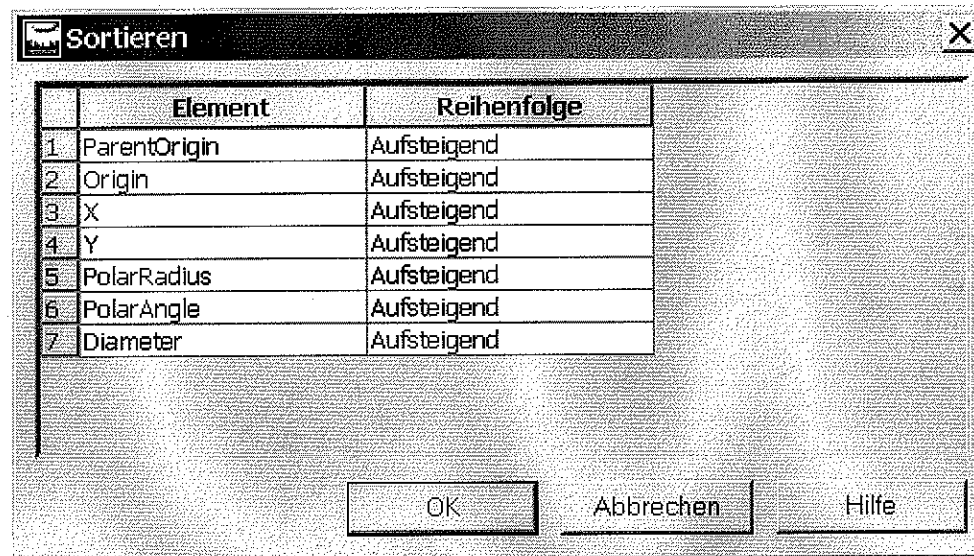 Sortieren
Element Reihenfolge
1 ParentOrigin Aufsteigend
2 Origin Aufsteigend
3 X Aufsteigend
4 Y Aufsteigend
5 PolarRadius Aufsteigend
6 PolarAngle Aufsteigend
7 Diameter Aufsteigend
OK Abbrechen Hilfe